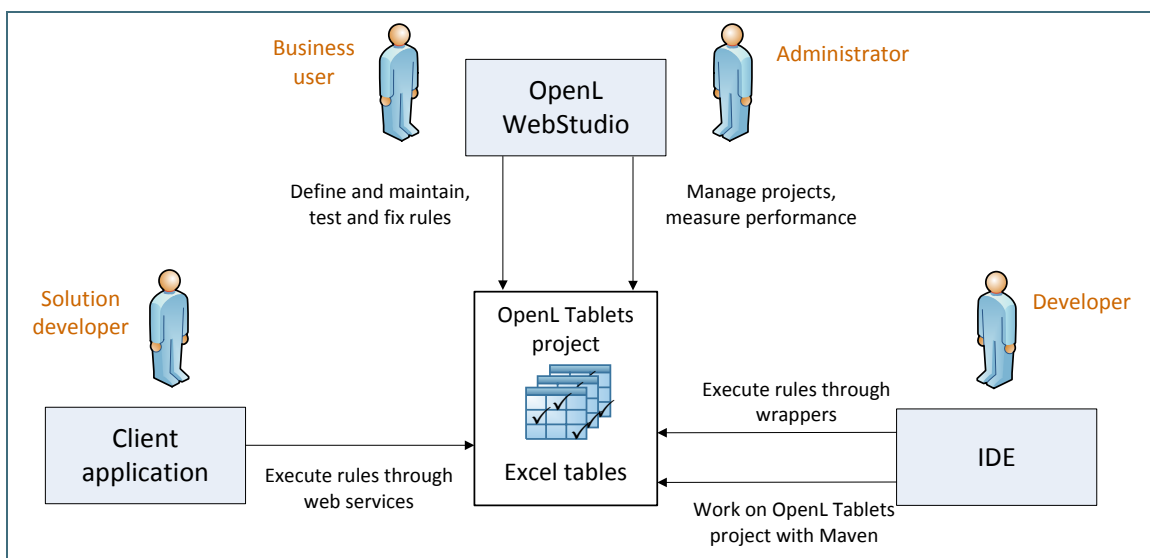 Business
user
OpenL
WebStudio
Administrator
Define and maintain,
test and fix rules
Manage projects,
measure performance
Solution
developer
OpenL Tablets
project
Developer
Execute rules through
wrappers
Client
application
Execute rules through
web services
Excel tables
IDE
Work on OpenL Tablets
project with Maven